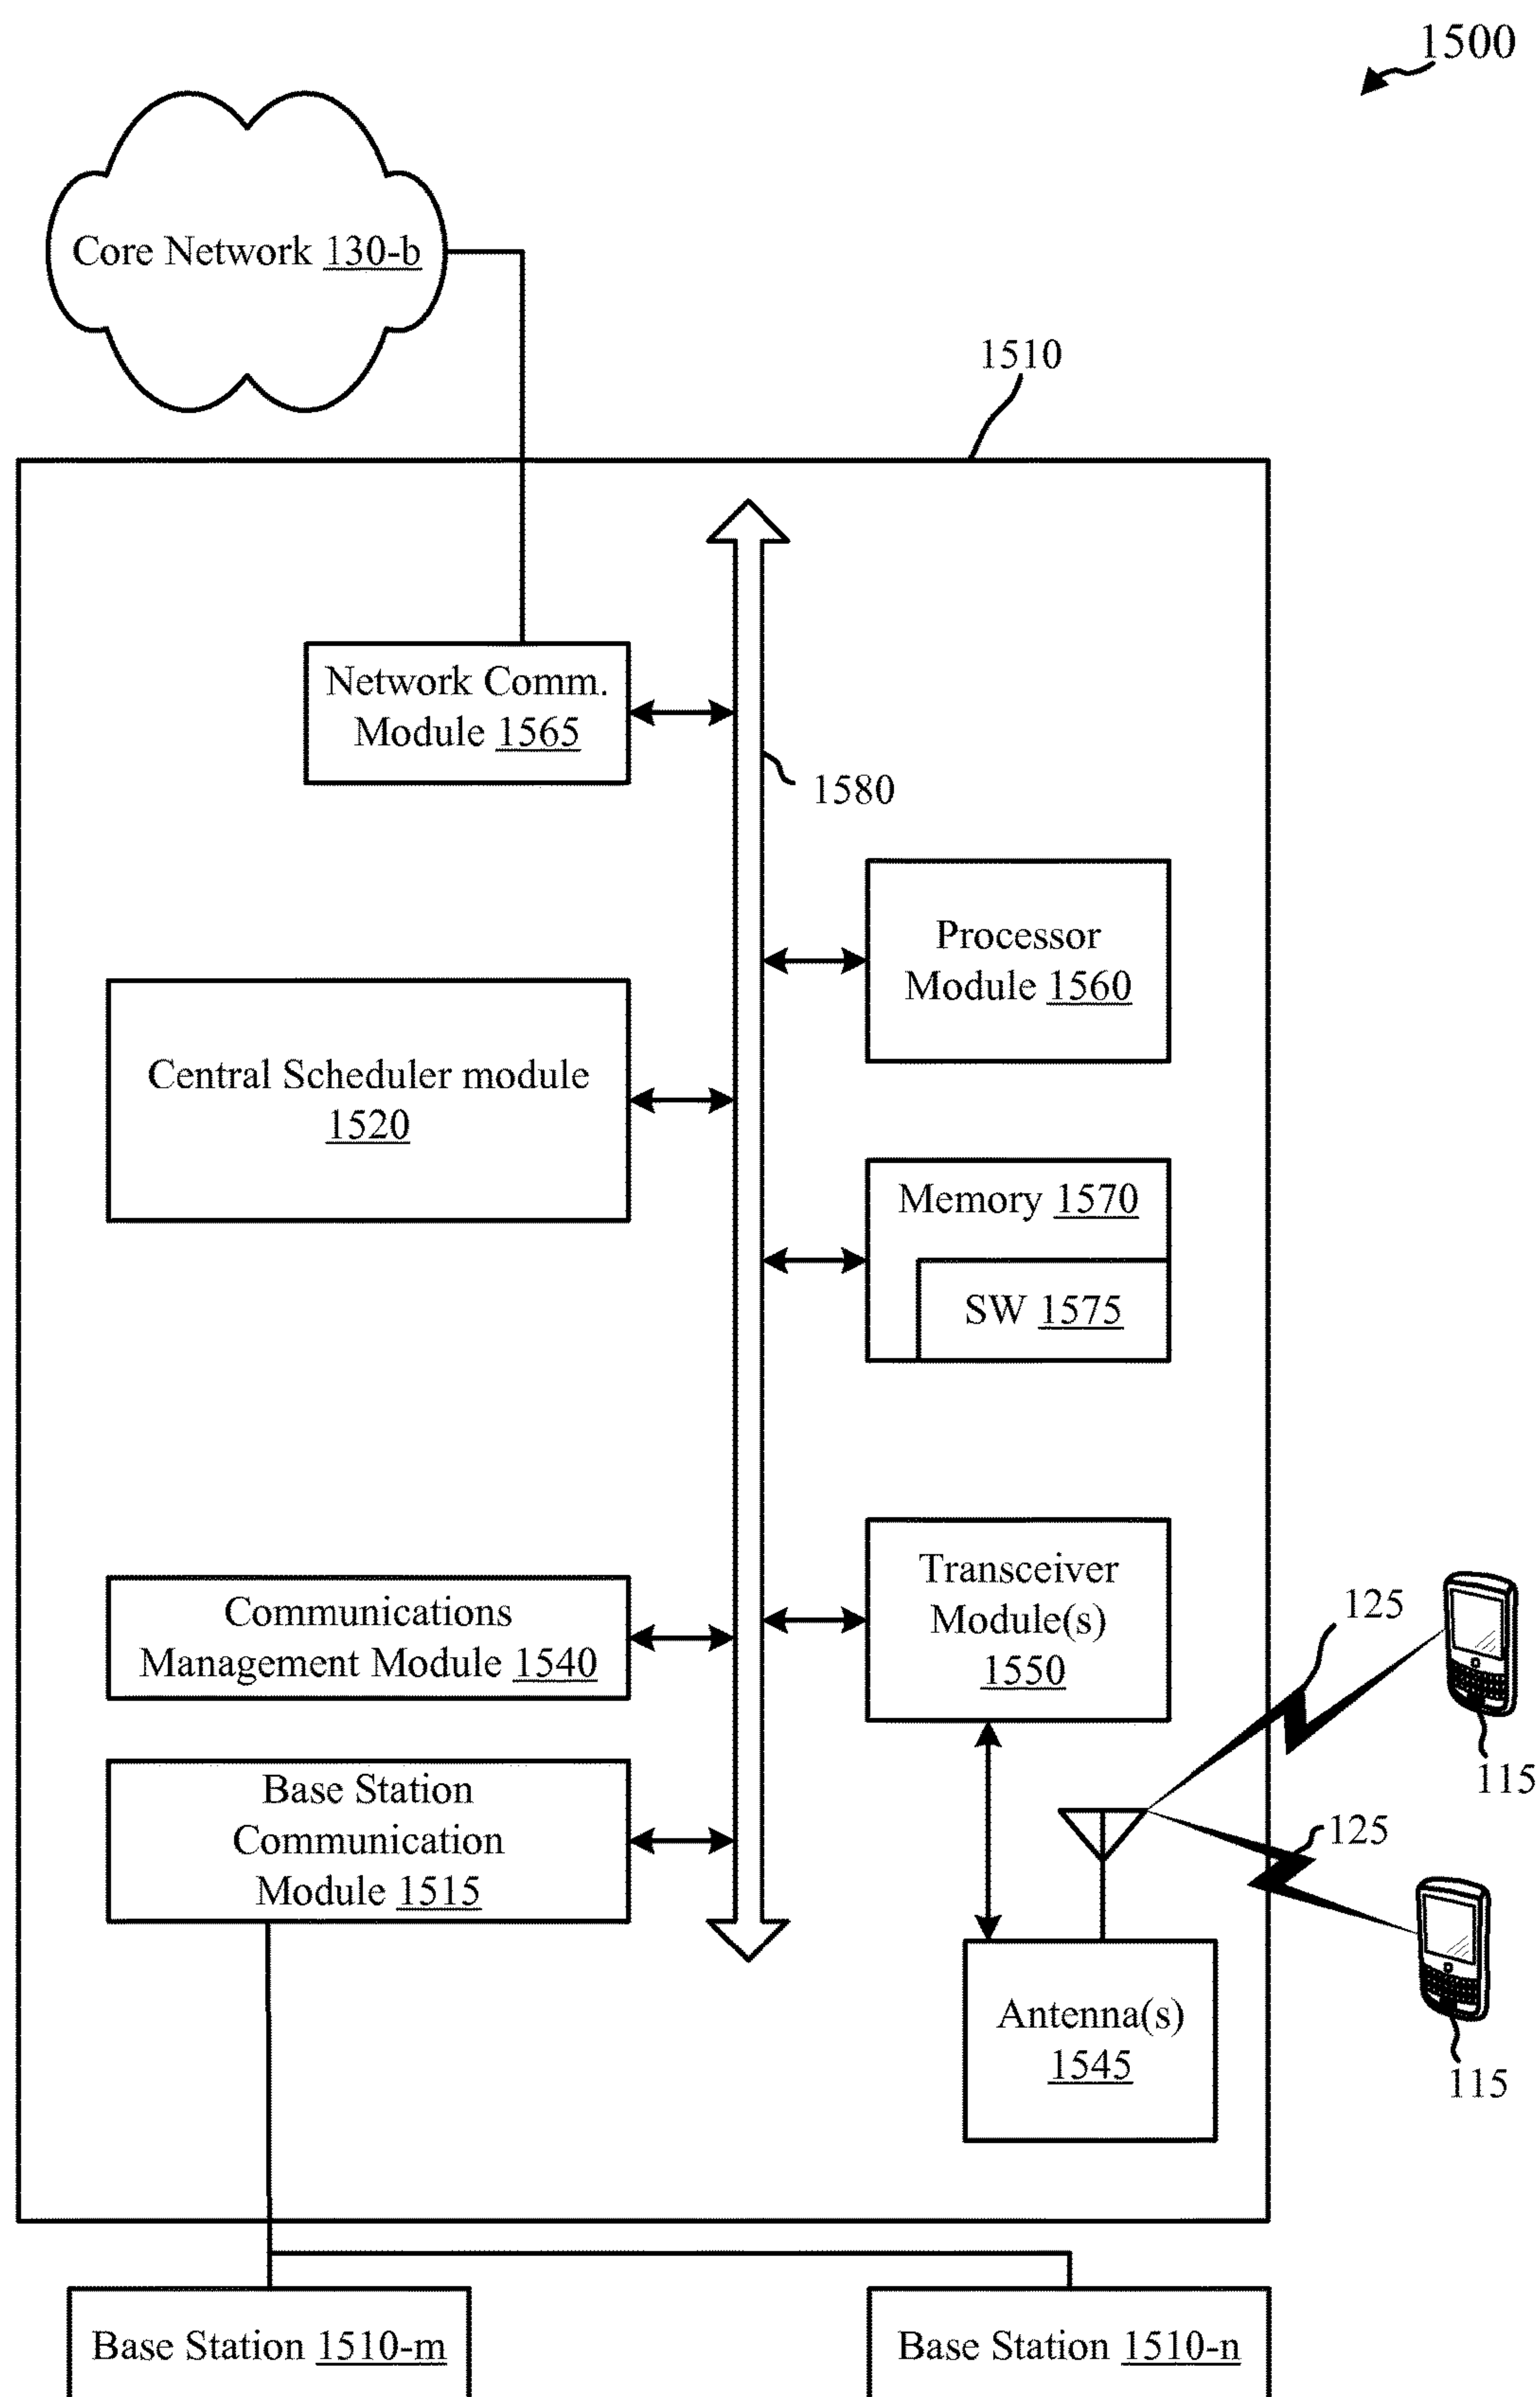 1500
Core Network 130-b
1510
Network Comm.
Module 1565
1580
Processor
Module 1560
Central Scheduler module
1520
Memory 1570
SW 1575
Transceiver
Module(s)
1550
Communications
Management Module 1540
125
115
Base Station
Communication
Module 1515
125
Antenna(s)
1545
115
Base Station 1510-m
Base Station 1510-n